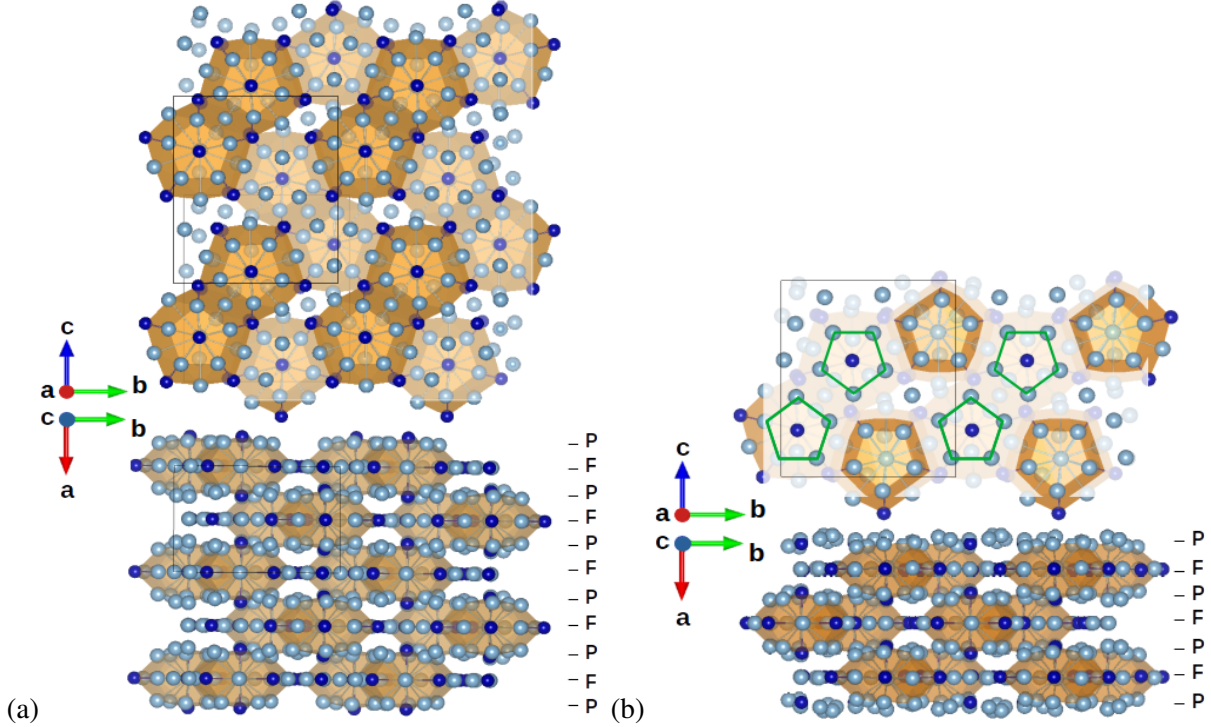 c
a b
c b
a
– P
– F
– P
– F
– P
– F
– P
– F
– P
– F
– P
(a)
c
a b
c b
a
– P
– F
– P
– F
– P
– F
– P
(b)